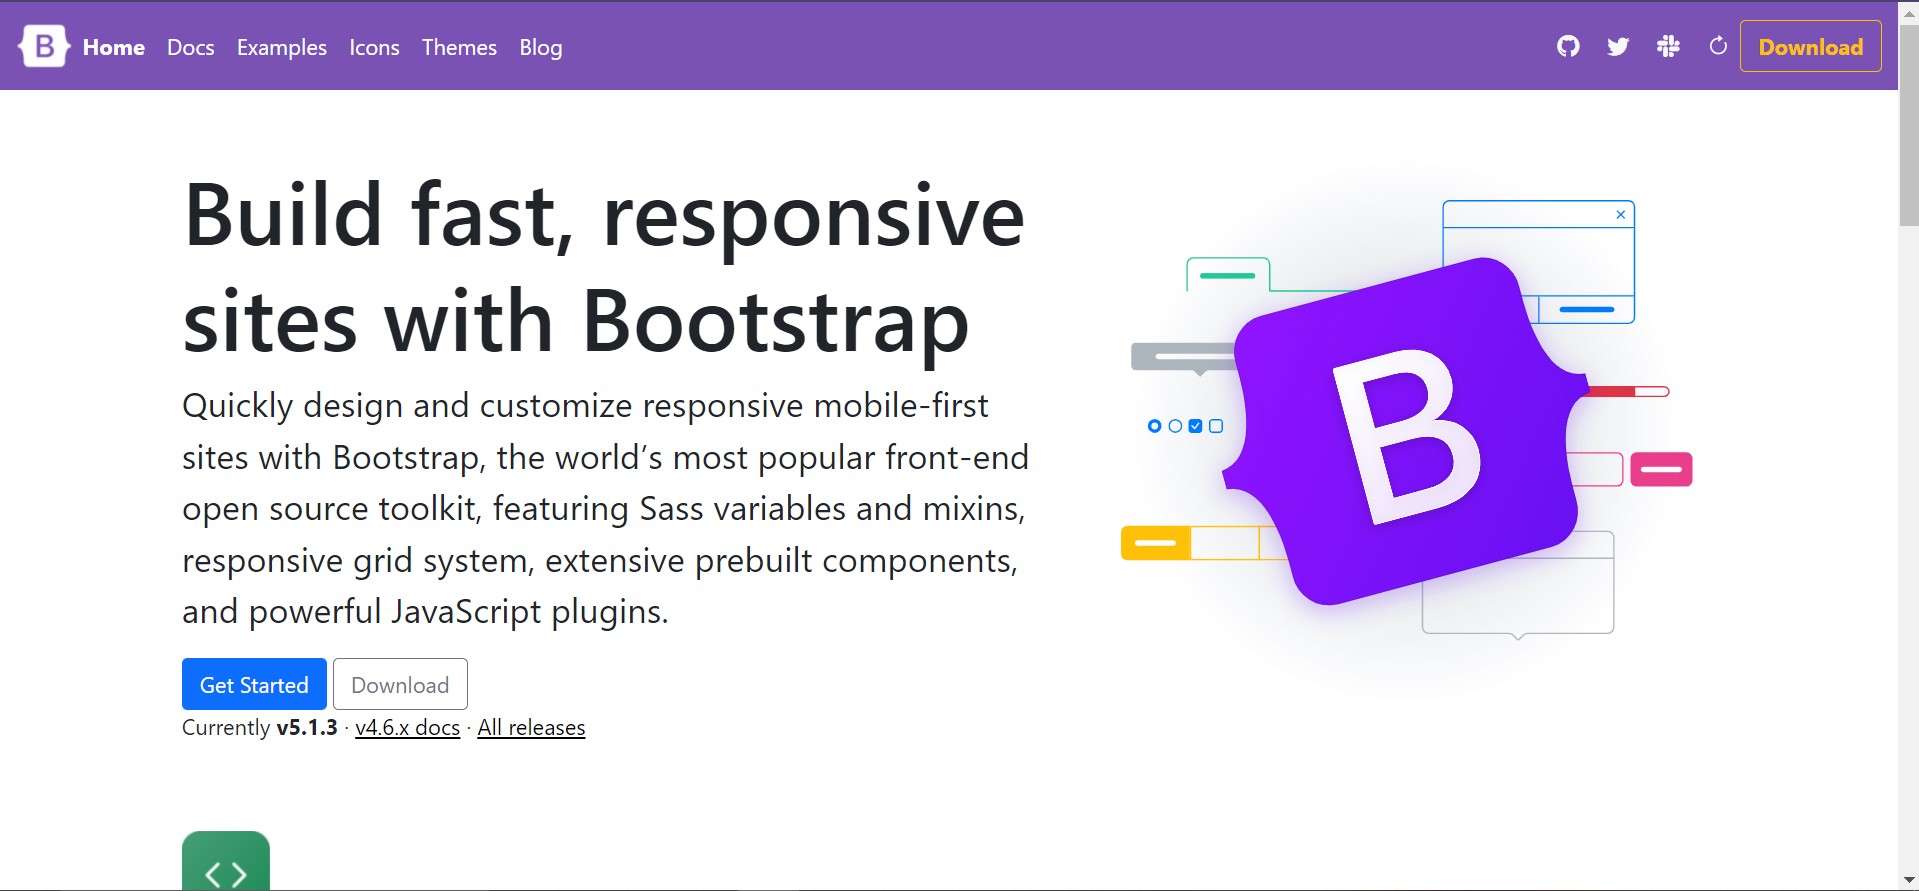 B Home Docs Examples Icons Themes Blog Download
Build fast, responsive
sites with Bootstrap
Quickly design and customize responsive mobile-first
sites with Bootstrap, the world’s most popular front-end
open source toolkit, featuring Sass variables and mixins,
responsive grid system, extensive prebuilt components,
and powerful JavaScript plugins.
Get Started Download
Currently v5.1.3 · v4.6.x docs · All releases
B